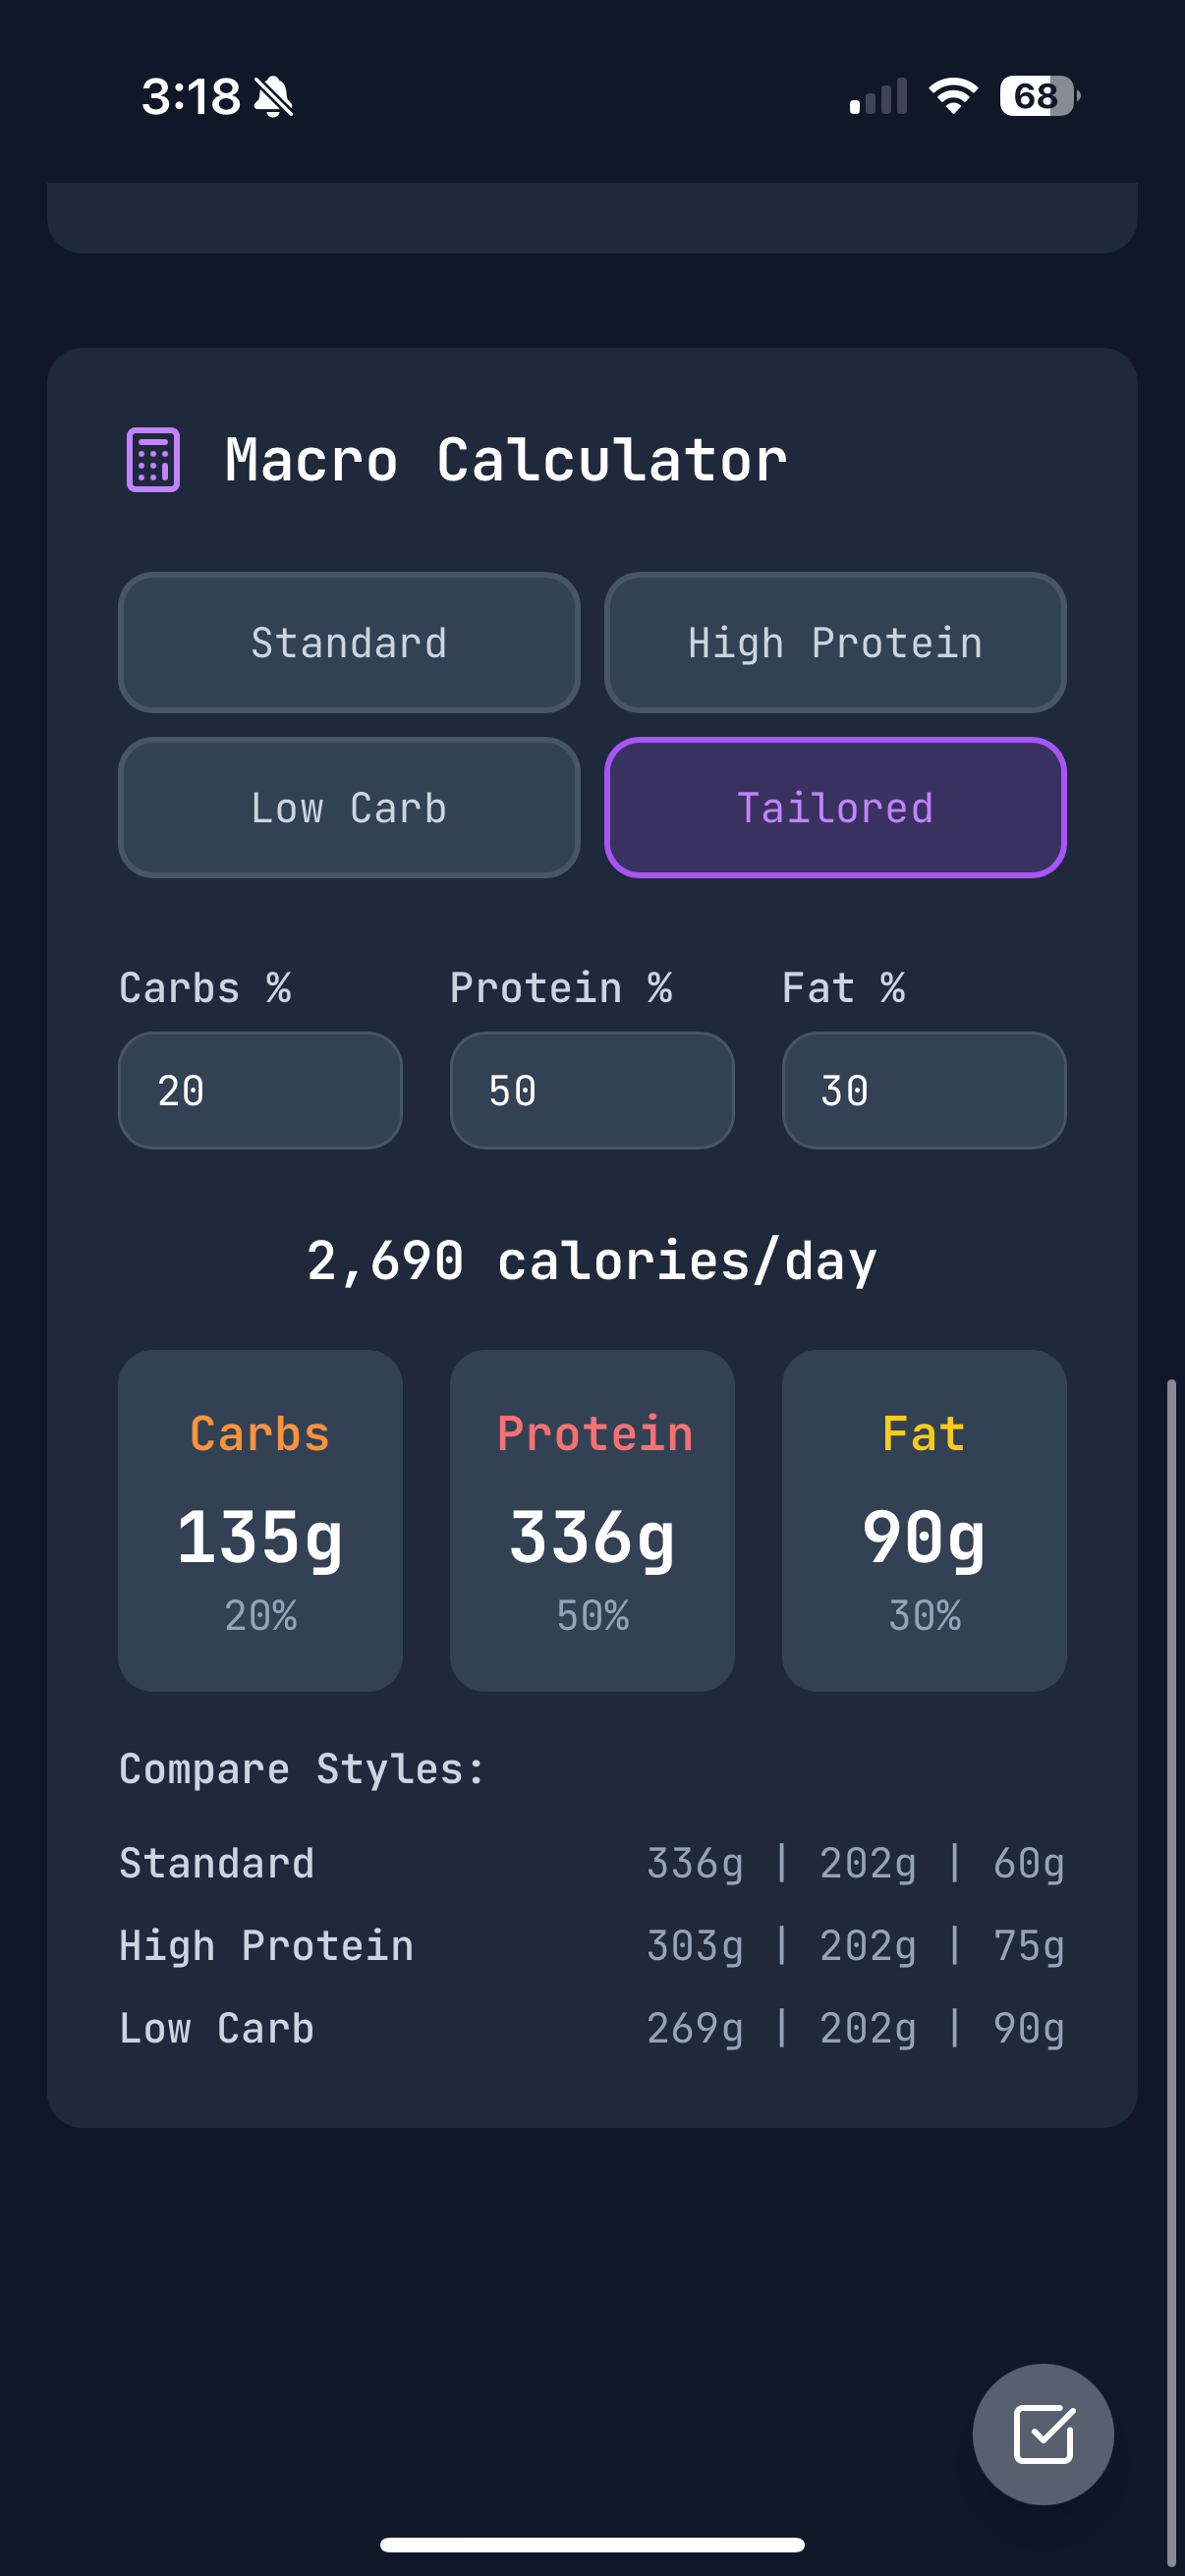 3:18
68
Macro Calculator
Standard High Protein
Low Carb Tailored
Carbs % Protein % Fat %
20 50 30
2,690 calories/day
Carbs Protein Fat
135g 336g 90g
20% 50% 30%
Compare Styles:
Standard 336g | 202g | 60g
High Protein 303g | 202g | 75g
Low Carb 269g | 202g | 90g